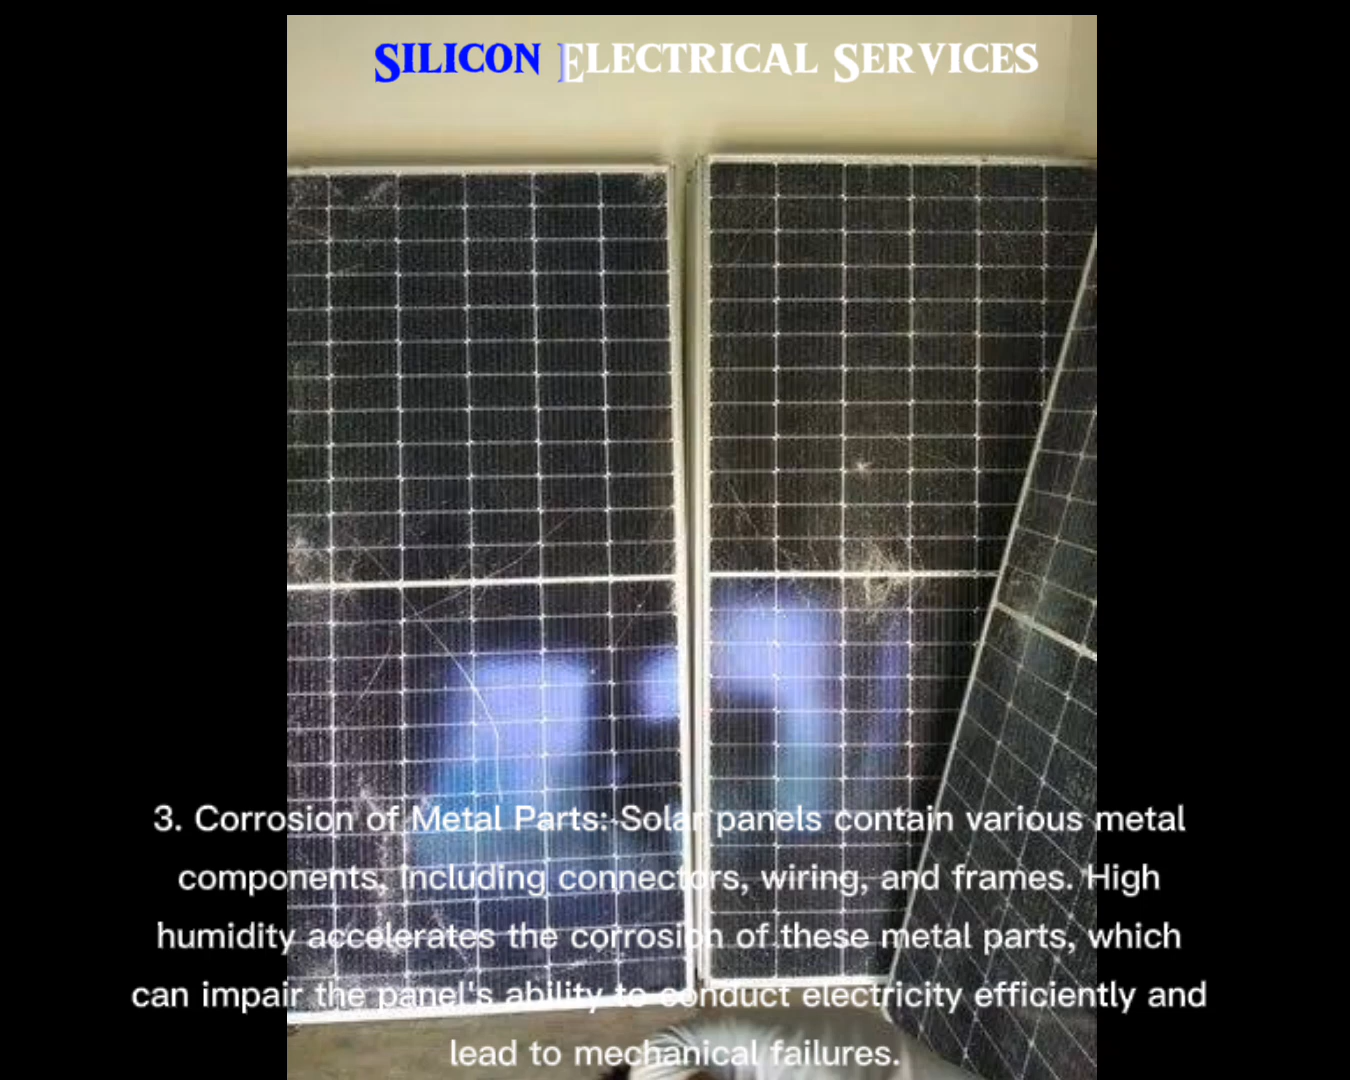 Silicon Electrical Services
3. Corrosion of Metal Parts: Solar panels contain various metal
components, including connectors, wiring, and frames. High
humidity accelerates the corrosion of these metal parts, which
can impair the panel's ability to conduct electricity efficiently and
lead to mechanical failures.